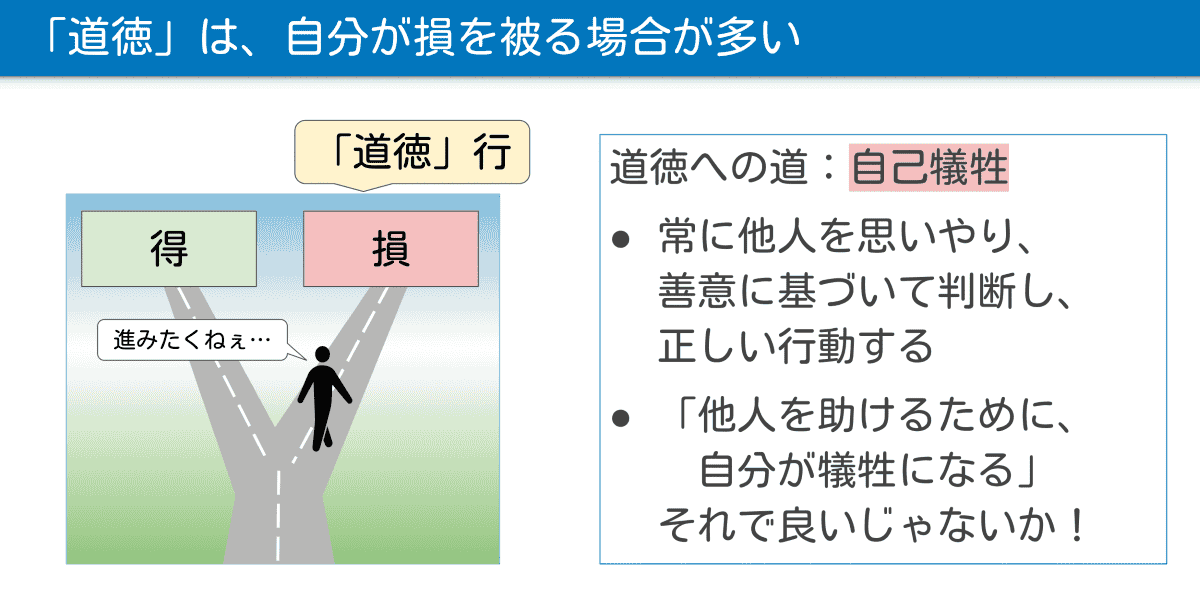 「道徳」は、自分が損を被る場合が多い
「道徳」行
得
損
進みたくねぇ…
道徳への道：自己犠牲
● 常に他人を思いやり、
善意に基づいて判断し、
正しい行動する
● 「他人を助けるために、
自分が犠牲になる」
それで良いじゃないか！